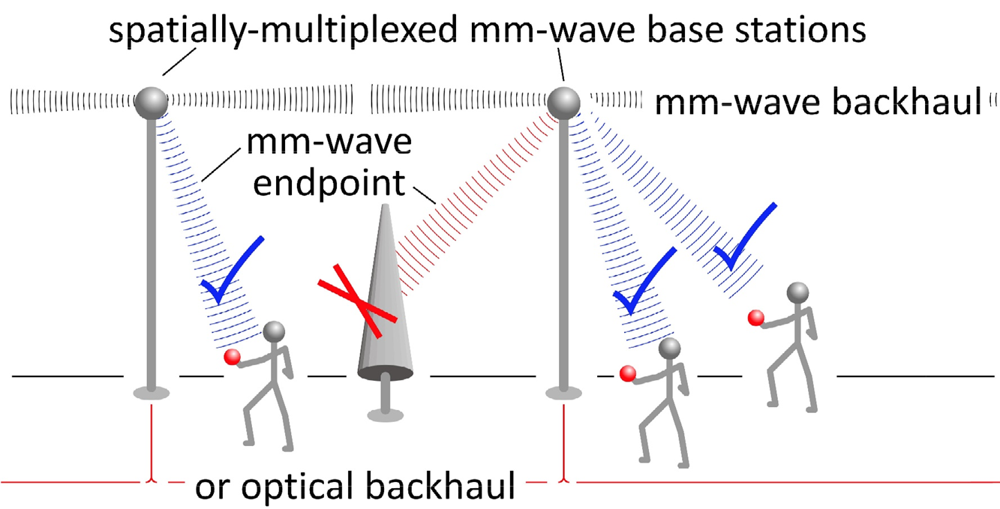 spatially-multiplexed mm-wave base stations
mm-wave backhaul
mm-wave
endpoint
or optical backhaul